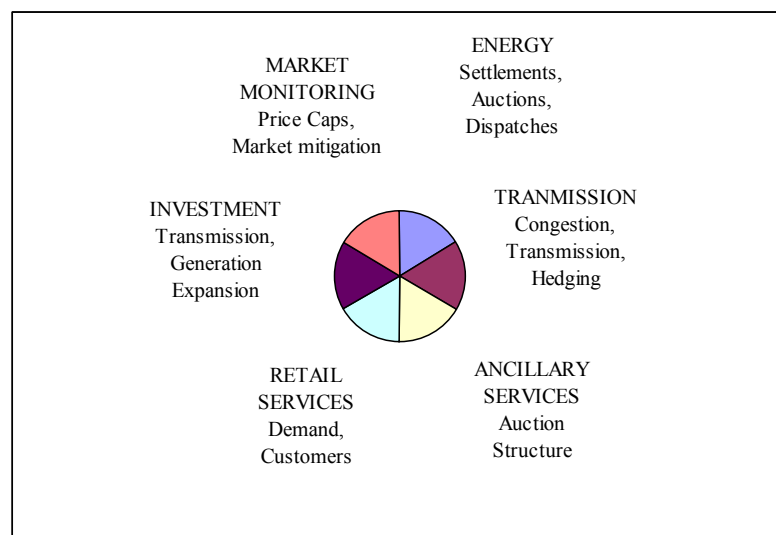 MARKET
MONITORING
Price Caps,
Market mitigation
ENERGY
Settlements,
Auctions,
Dispatches
INVESTMENT
Transmission,
Generation
Expansion
TRANMISSION
Congestion,
Transmission,
Hedging
RETAIL
SERVICES
Demand,
Customers
ANCILLARY
SERVICES
Auction
Structure